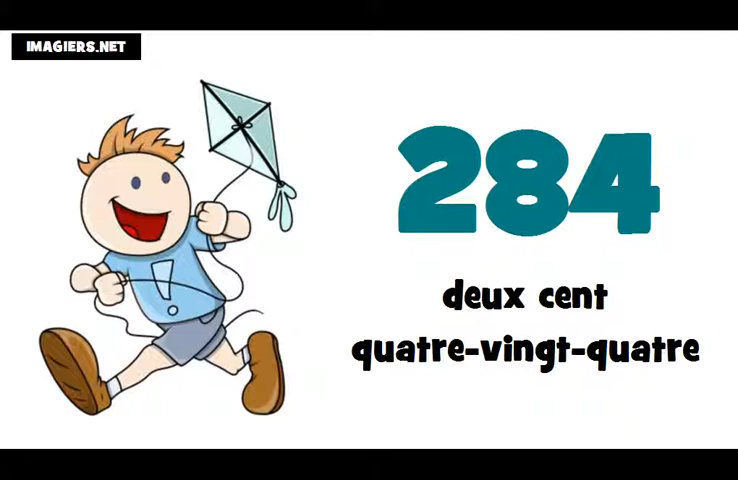 IMAGIERS.NET
284
deux cent
quatre-vingt-quatre
!